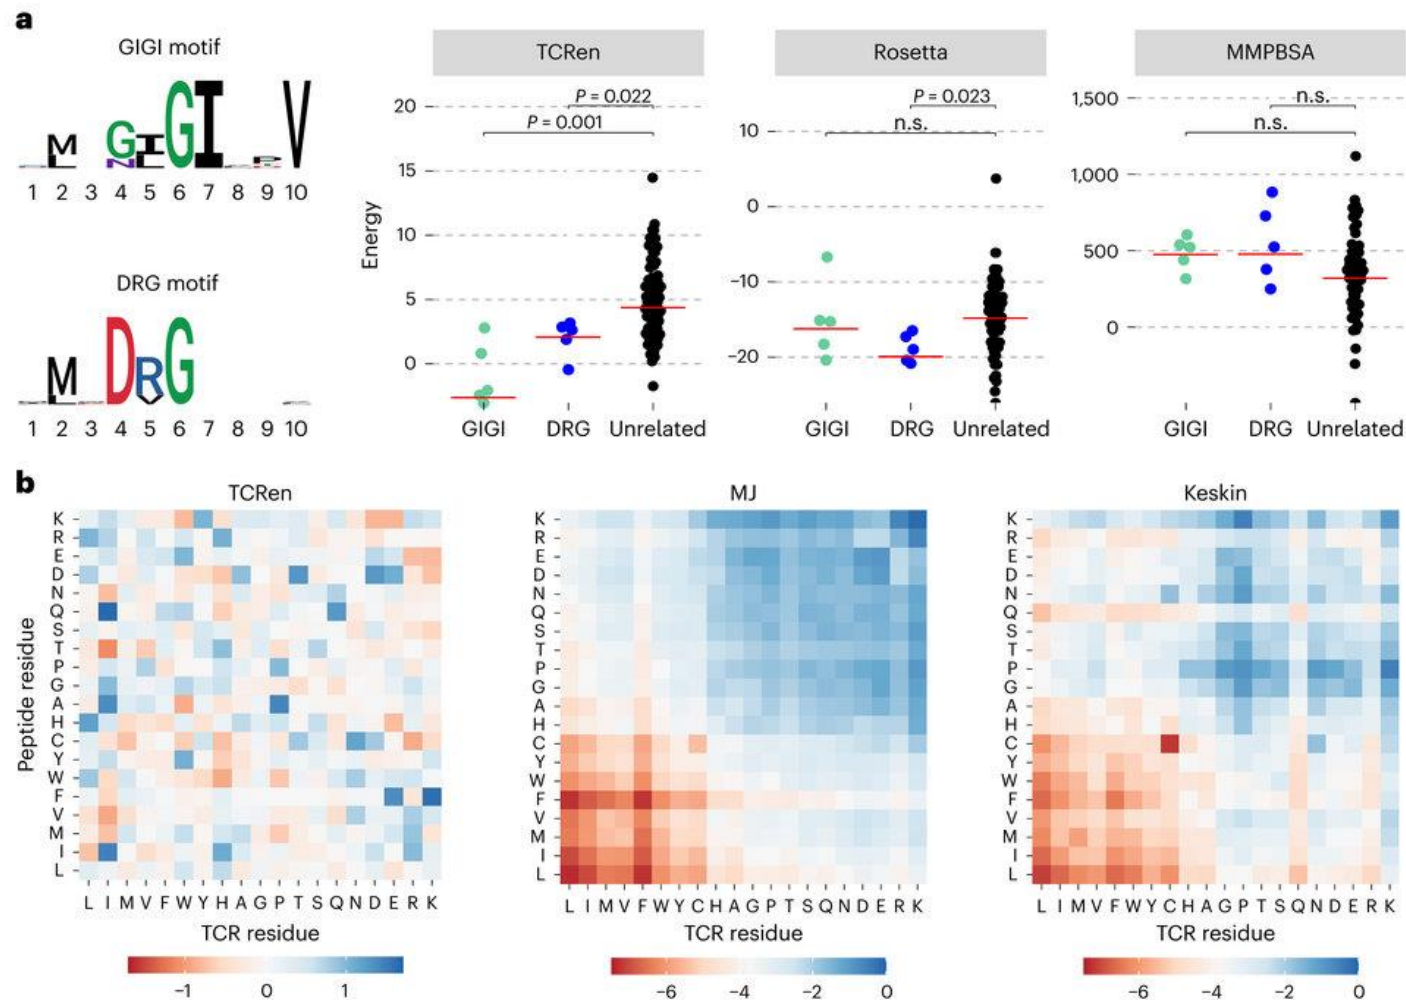 a
GIGI motif
M
L
G
N
I
L
G
I
P
V
1 2 3 4 5 6 7 8 9 10
DRG motif
M
L
D
R
G
1 2 3 4 5 6 7 8 9 10
TCRen
Energy
20
15
10
5
0
P = 0.022
P = 0.001
GIGI DRG Unrelated
Rosetta
10
0
−10
−20
P = 0.023
n.s.
GIGI DRG Unrelated
MMPBSA
1,500
1,000
500
0
n.s.
n.s.
GIGI DRG Unrelated
b
TCRen
Peptide residue
K
R
E
D
N
Q
S
T
P
G
A
H
C
Y
W
F
V
M
I
L
L I M V F W Y H A G P T S Q N D E R K
TCR residue
−1 0 1
MJ
K
R
E
D
N
Q
S
T
P
G
A
H
C
Y
W
F
V
M
I
L
L I M V F W Y C H A G P T S Q N D E R K
TCR residue
−6 −4 −2 0
Keskin
K
R
E
D
N
Q
S
T
P
G
A
H
C
Y
W
F
V
M
I
L
L I M V F W Y C H A G P T S Q N D E R K
TCR residue
−6 −4 −2 0